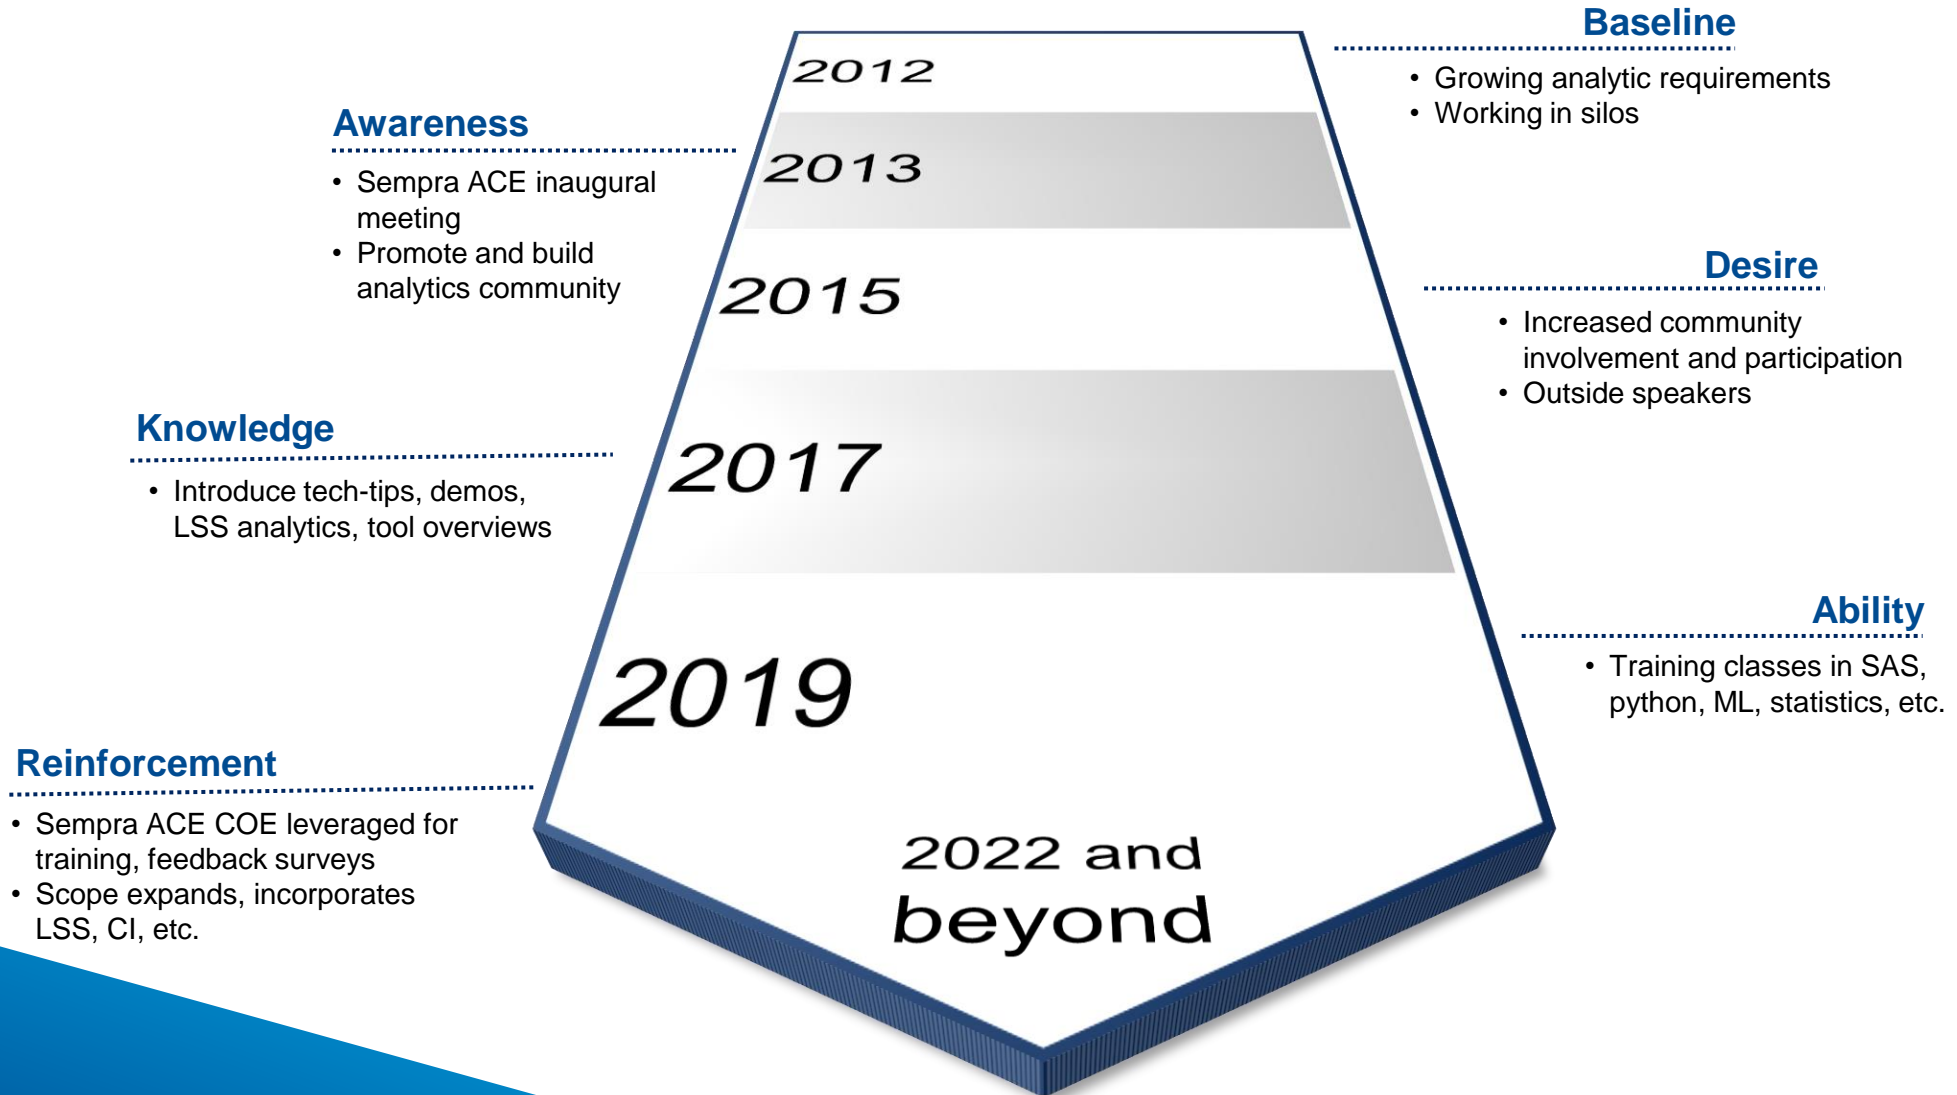 Baseline
• Growing analytic requirements
• Working in silos
2012
Awareness
• Sempra ACE inaugural
meeting
• Promote and build
analytics community
2013
Desire
• Increased community
involvement and participation
• Outside speakers
2015
Knowledge
• Introduce tech-tips, demos,
LSS analytics, tool overviews
2017
Ability
• Training classes in SAS,
python, ML, statistics, etc.
2019
Reinforcement
• Sempra ACE COE leveraged for
training, feedback surveys
• Scope expands, incorporates
LSS, CI, etc.
2022 and
beyond